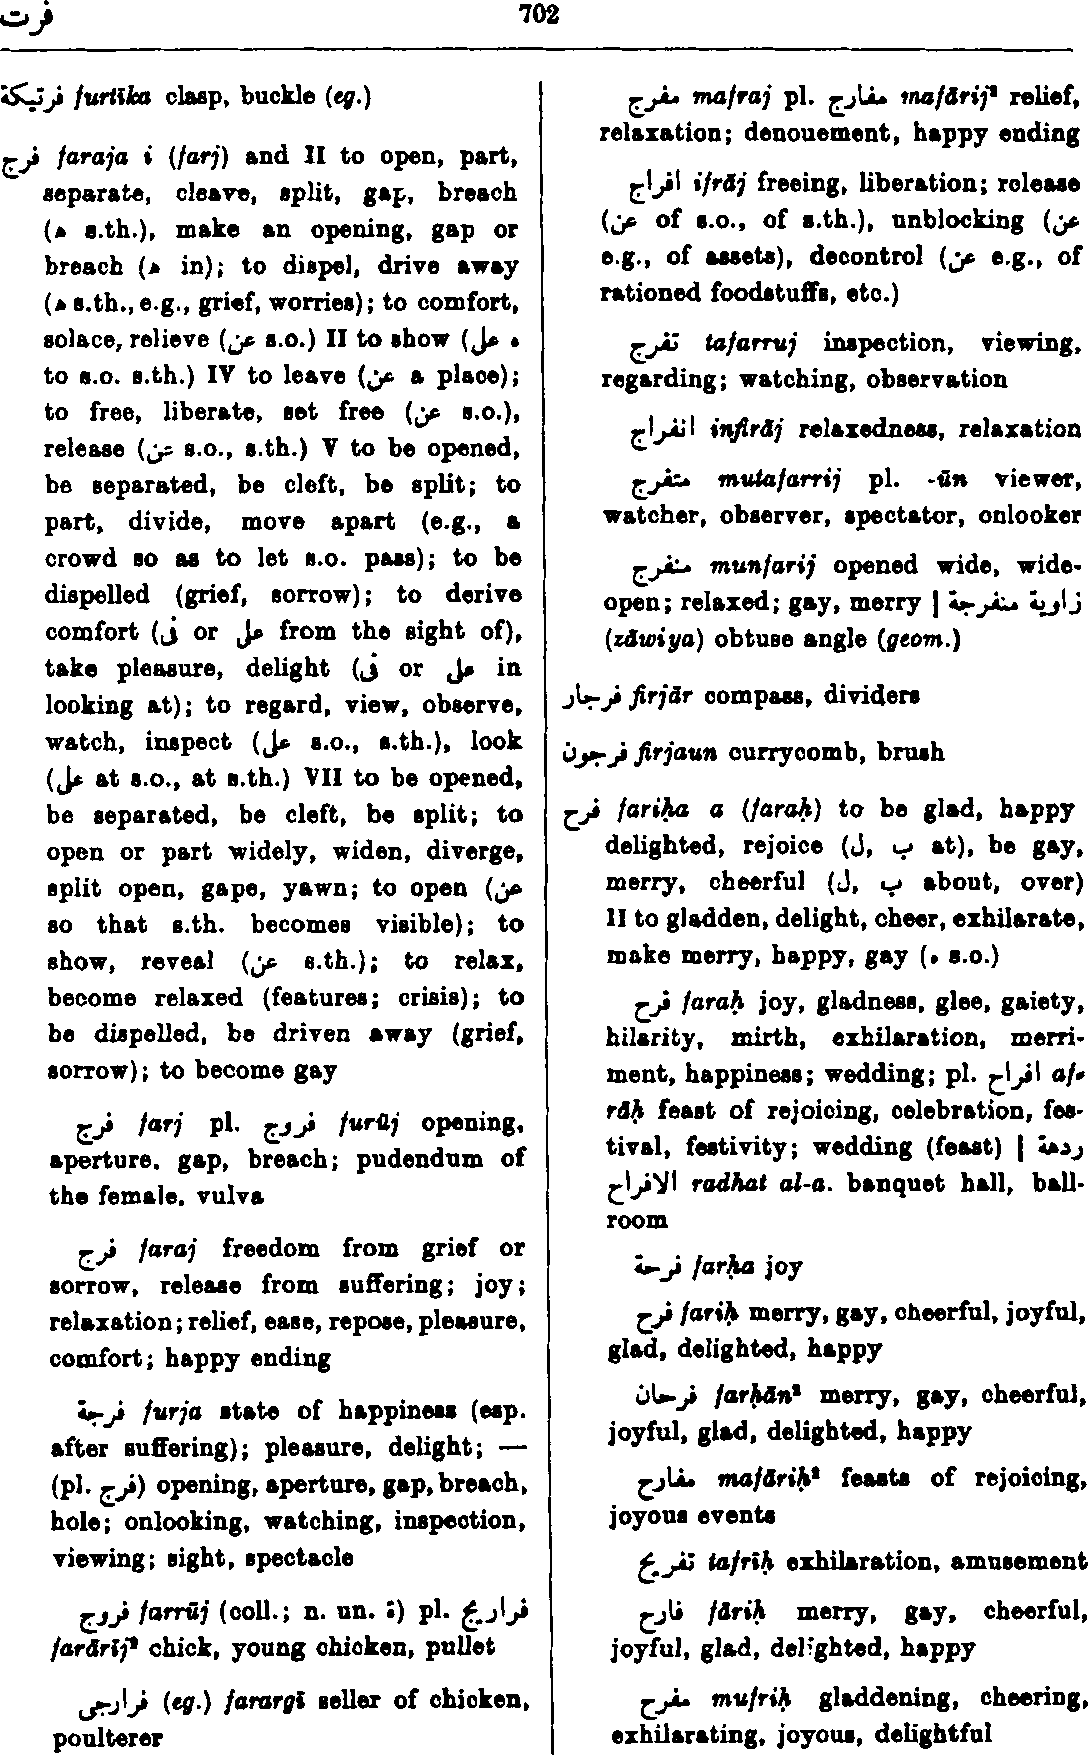 فرت
702
فرتيكة furtīka clasp, buckle (eg.)
فرج faraja i (farj) and II to open, part,
separate, cleave, split, gap, breach
(ه s.th.), make an opening, gap or
breach (ه in); to dispel, drive away
(ه s.th., e.g., grief, worries); to comfort,
solace, relieve (عن s.o.) II to show (على ه
to s.o. s.th.) IV to leave (عن a place);
to free, liberate, set free (عن s.o.),
release (عن s.o., s.th.) V to be opened,
be separated, be cleft, be split; to
part, divide, move apart (e.g., a
crowd so as to let s.o. pass); to be
dispelled (grief, sorrow); to derive
comfort (فى or على from the sight of),
take pleasure, delight (فى or على in
looking at); to regard, view, observe,
watch, inspect (على s.o., s.th.), look
(على at s.o., at s.th.) VII to be opened,
be separated, be cleft, be split; to
open or part widely, widen, diverge,
split open, gape, yawn; to open (عن
so that s.th. becomes visible); to
show, reveal (عن s.th.); to relax,
become relaxed (features; crisis); to
be dispelled, be driven away (grief,
sorrow); to become gay
فرج farj pl. فروج furūj opening,
aperture, gap, breach; pudendum of
the female, vulva
فرج faraj freedom from grief or
sorrow, release from suffering; joy;
relaxation; relief, ease, repose, pleasure,
comfort; happy ending
فرجة furja state of happiness (esp.
after suffering); pleasure, delight; —
(pl. فرج) opening, aperture, gap, breach,
hole; onlooking, watching, inspection,
viewing; sight, spectacle
فروج farrūj (coll.; n. un. ة) pl. فراريج
farārīj² chick, young chicken, pullet
فرارجى (eg.) farargī seller of chicken,
poulterer
مفرج mafraj pl. مفارج mafārij² relief,
relaxation; denouement, happy ending
افراج ifrāj freeing, liberation; release
(عن of s.o., of s.th.), unblocking (عن
e.g., of assets), decontrol (عن e.g., of
rationed foodstuffs, etc.)
تفرج tafarruj inspection, viewing,
regarding; watching, observation
انفراج infirāj relaxedness, relaxation
متفرج mutafarrij pl. -ūn viewer,
watcher, observer, spectator, onlooker
منفرج munfarij opened wide, wide-
open; relaxed; gay, merry | زاوية منفرجة
(zāwiya) obtuse angle (geom.)
فرجار firjār compass, dividers
فرجون firjaun currycomb, brush
فرح fariḥa a (faraḥ) to be glad, happy
delighted, rejoice (ل, ب at), be gay,
merry, cheerful (ل, ب about, over)
II to gladden, delight, cheer, exhilarate,
make merry, happy, gay (ه s.o.)
فرح faraḥ joy, gladness, glee, gaiety,
hilarity, mirth, exhilaration, merri-
ment, happiness; wedding; pl. افراح af-
rāḥ feast of rejoicing, celebration, fes-
tival, festivity; wedding (feast) | ردهة
الافراح radhat al-a. banquet hall, ball-
room
فرحة farḥa joy
فرح fariḥ merry, gay, cheerful, joyful,
glad, delighted, happy
فرحان farḥān² merry, gay, cheerful,
joyful, glad, delighted, happy
مفارح mafāriḥ² feasts of rejoicing,
joyous events
تفريح tafrīḥ exhilaration, amusement
فارح fāriḥ merry, gay, cheerful,
joyful, glad, delighted, happy
مفرح mufriḥ gladdening, cheering,
exhilarating, joyous, delightful